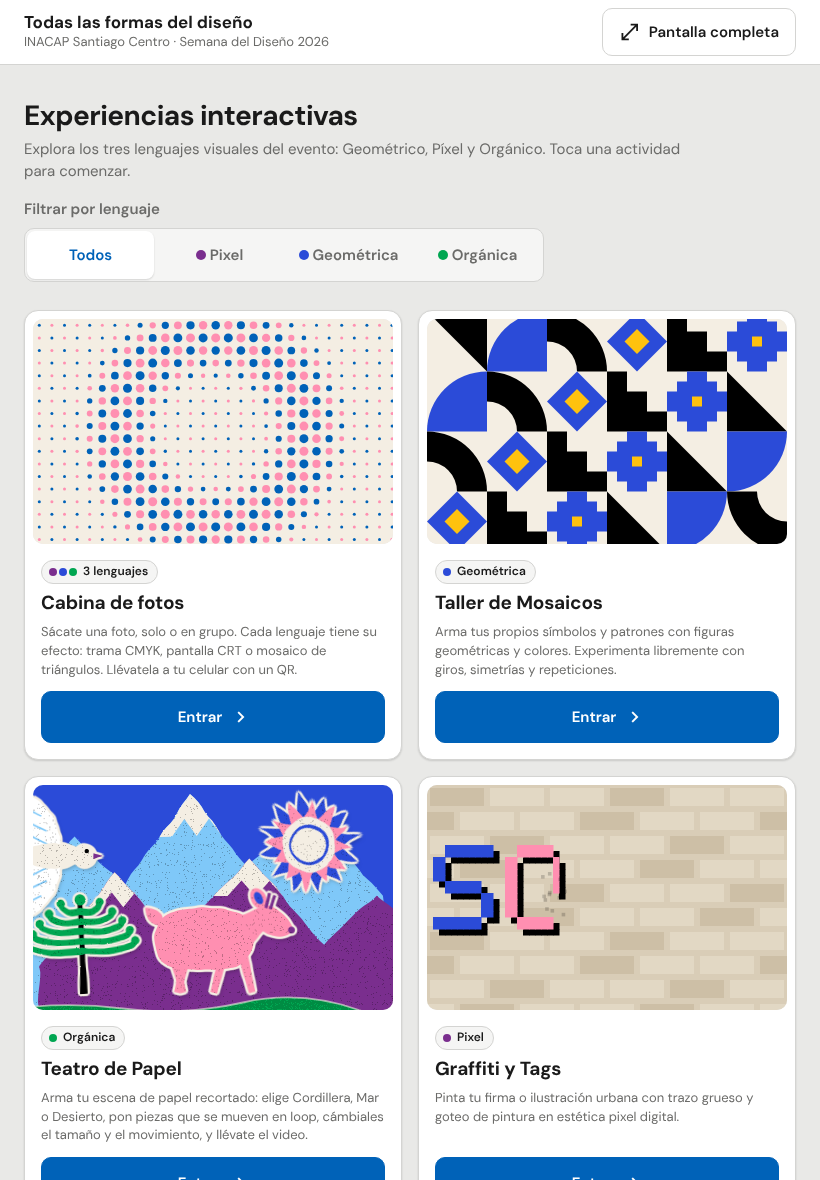 Todas las formas del diseño
INACAP Santiago Centro · Semana del Diseño 2026
Pantalla completa
Experiencias interactivas
Explora los tres lenguajes visuales del evento: Geométrico, Píxel y Orgánico. Toca una actividad
para comenzar.
Filtrar por lenguaje
Todos
Pixel
Geométrica
Orgánica
3 lenguajes
Cabina de fotos
Sácate una foto, solo o en grupo. Cada lenguaje tiene su
efecto: trama CMYK, pantalla CRT o mosaico de
triángulos. Llévatela a tu celular con un QR.
Entrar
Geométrica
Taller de Mosaicos
Arma tus propios símbolos y patrones con figuras
geométricas y colores. Experimenta libremente con
giros, simetrías y repeticiones.
Entrar
Orgánica
Teatro de Papel
Arma tu escena de papel recortado: elige Cordillera, Mar
o Desierto, pon piezas que se mueven en loop, cámbiales
el tamaño y el movimiento, y llévate el video.
Pixel
Graffiti y Tags
Pinta tu firma o ilustración urbana con trazo grueso y
goteo de pintura en estética pixel digital.